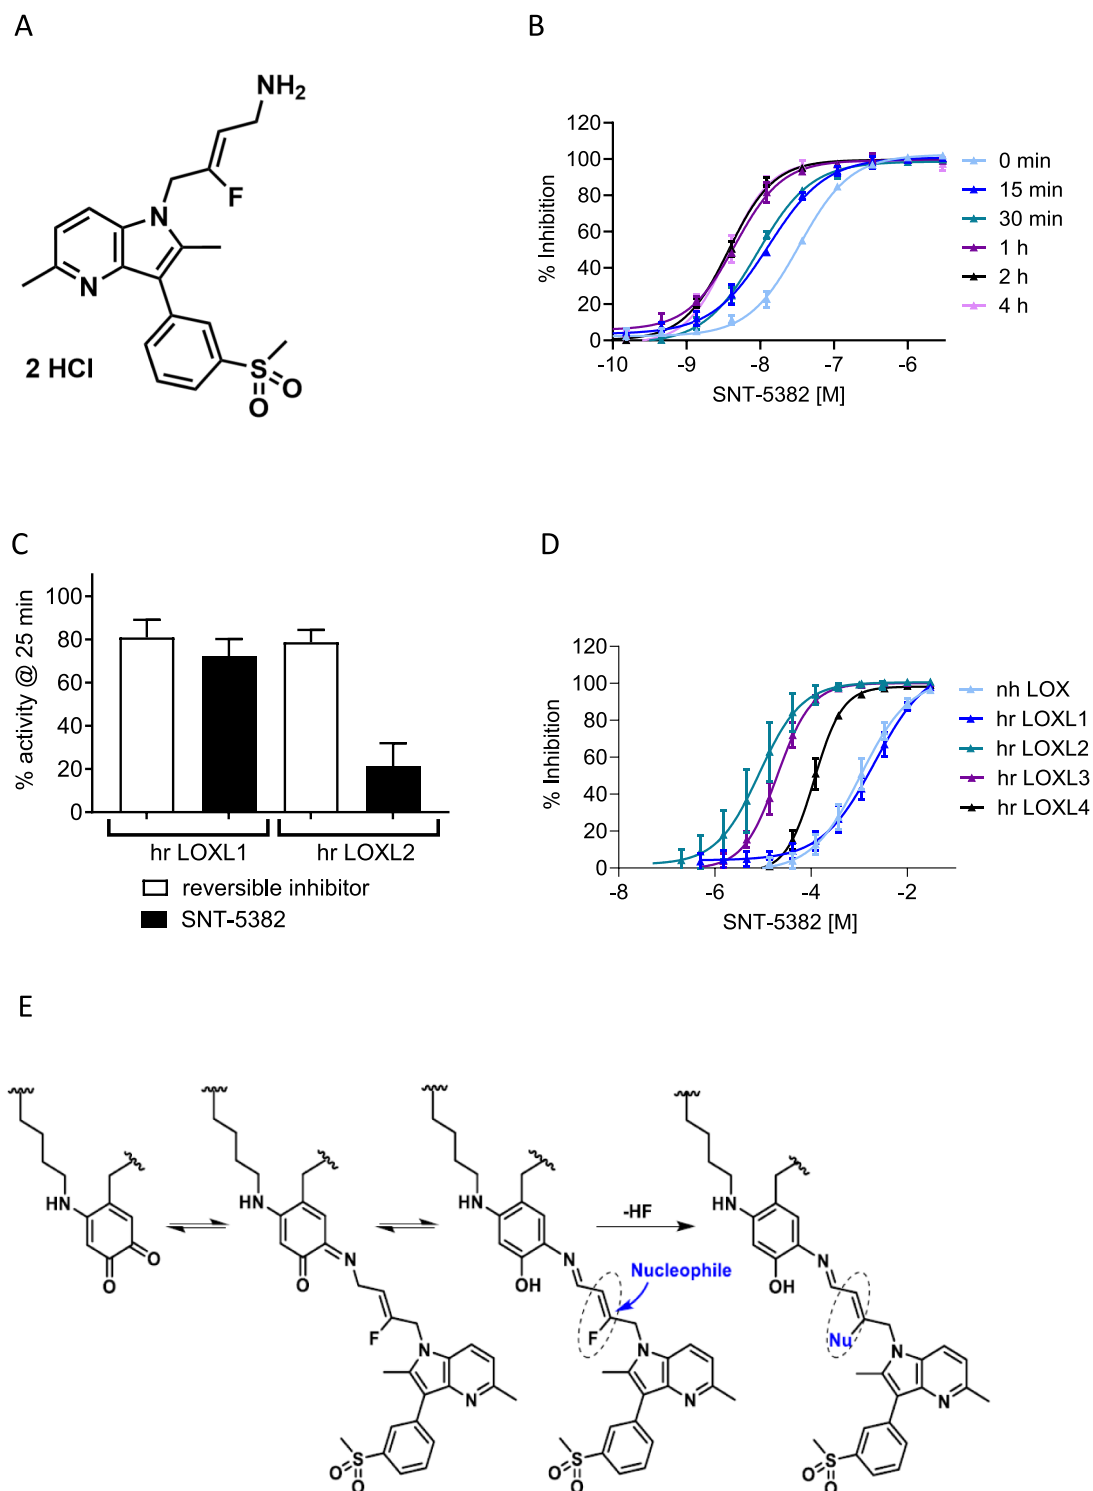 A
NH2
F
N
N
S
O
O
2 HCl
B
120
100
80
60
40
20
0
% Inhibition
-10
-9
-8
-7
-6
SNT-5382 [M]
0 min
15 min
30 min
1 h
2 h
4 h
C
100
80
60
40
20
0
% activity @ 25 min
hr LOXL1
hr LOXL2
reversible inhibitor
SNT-5382
D
120
100
80
60
40
20
0
% Inhibition
-8
-6
-4
-2
SNT-5382 [M]
nh LOX
hr LOXL1
hr LOXL2
hr LOXL3
hr LOXL4
E
HN
O
O
HN
O
N
F
N
N
S
O
O
HN
OH
N
Nucleophile
F
N
N
S
O
O
-HF
HN
OH
N
Nu
N
N
S
O
O